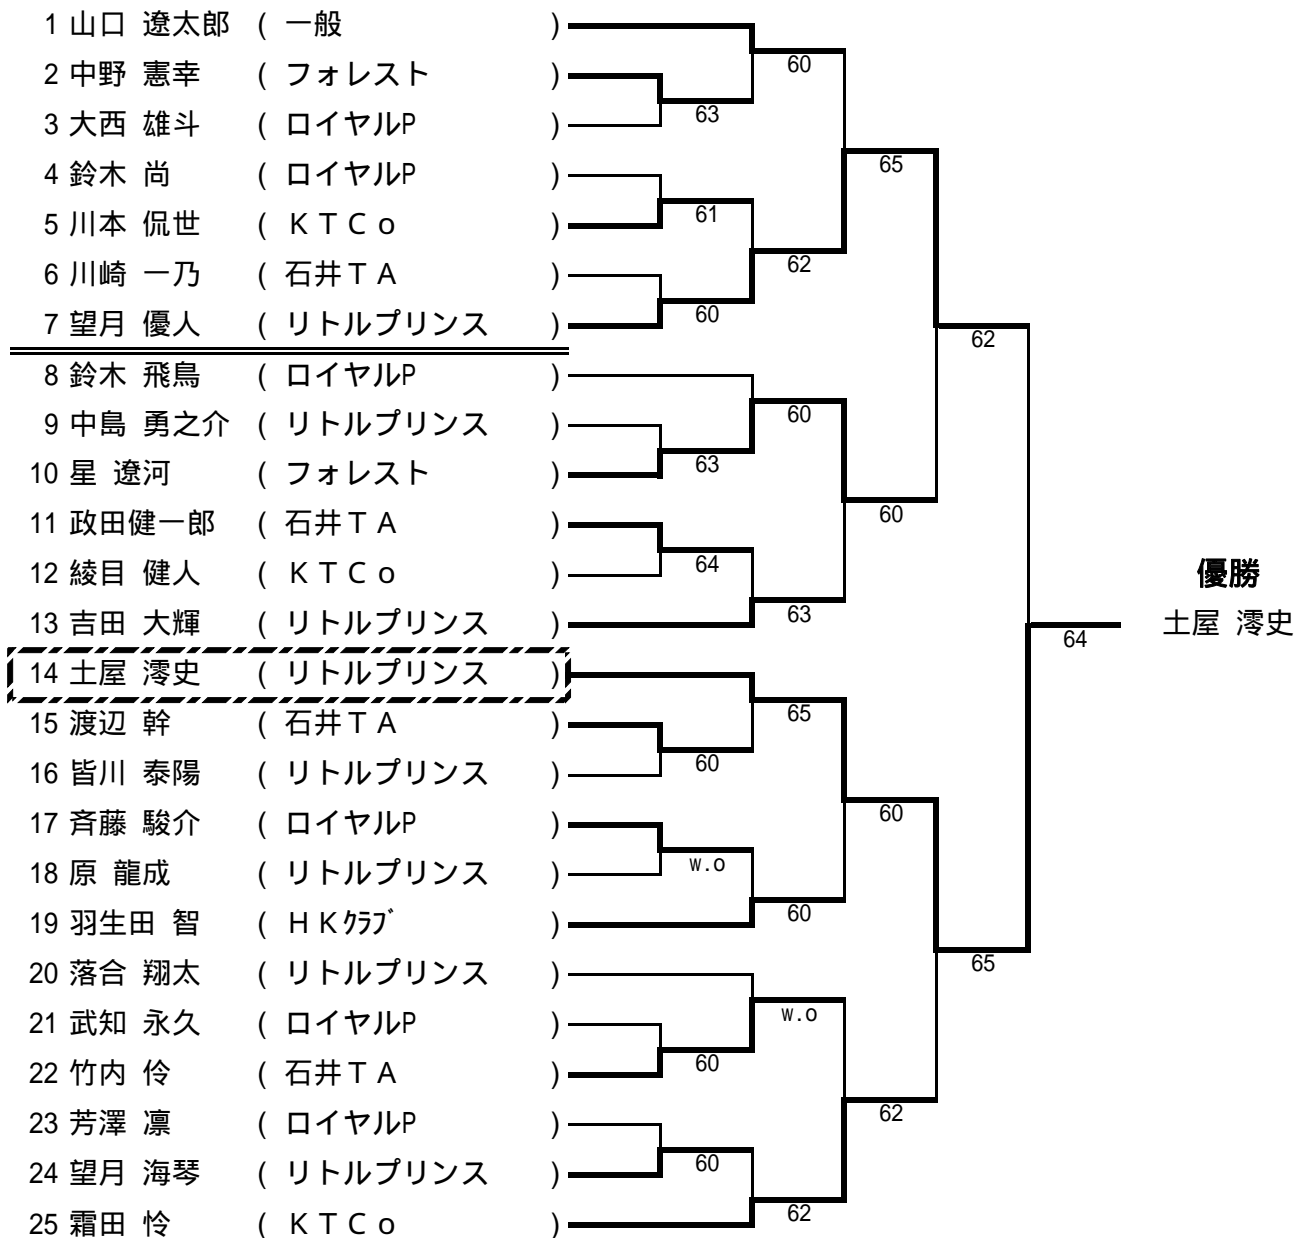 1 山口 遼太郎 ( 一般 )
60
2 中野 憲幸 ( フォレスト )
63
3 大西 雄斗 ( ロイヤルP )
65
4 鈴木 尚 ( ロイヤルP )
61
5 川本 侃世 ( ＫＴＣｏ )
62
6 川崎 一乃 ( 石井ＴＡ )
60
7 望月 優人 ( リトルプリンス )
62
8 鈴木 飛鳥 ( ロイヤルP )
60
9 中島 勇之介 ( リトルプリンス )
63
10 星 遼河 ( フォレスト )
60
11 政田健一郎 ( 石井ＴＡ )
64
12 綾目 健人 ( ＫＴＣｏ )
優勝
63
13 吉田 大輝 ( リトルプリンス )
64
土屋 澪史
14 土屋 澪史 ( リトルプリンス )
65
15 渡辺 幹 ( 石井ＴＡ )
60
16 皆川 泰陽 ( リトルプリンス )
60
17 斉藤 駿介 ( ロイヤルP )
w.o
18 原 龍成 ( リトルプリンス )
60
19 羽生田 智 ( ＨＫｸﾗﾌﾞ )
65
20 落合 翔太 ( リトルプリンス )
w.o
21 武知 永久 ( ロイヤルP )
60
22 竹内 伶 ( 石井ＴＡ )
62
23 芳澤 凛 ( ロイヤルP )
60
24 望月 海琴 ( リトルプリンス )
62
25 霜田 怜 ( ＫＴＣｏ )